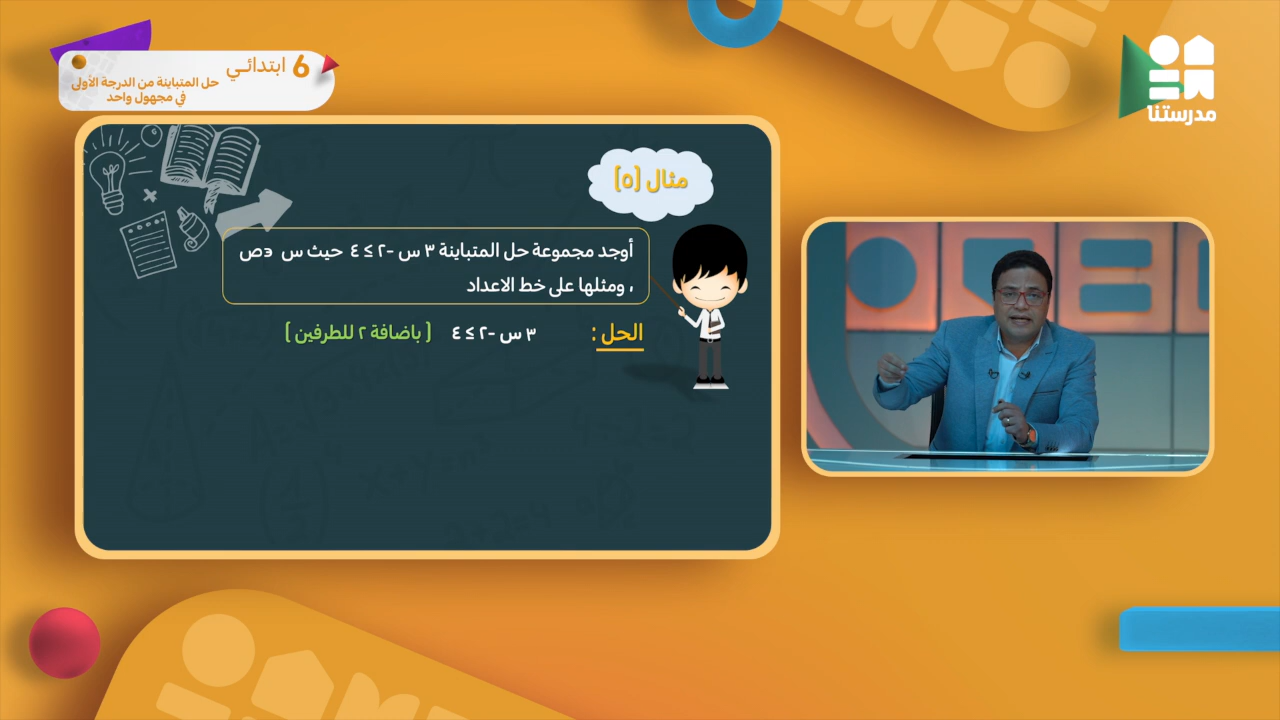 6 ابتدائـي
حل المتباينة من الدرجة الأولى
في مجهول واحد
مدرستنا
مثال [٥]
أوجد مجموعة حل المتباينة ٣ س -٢ ≥ ٤ حيث س ∋ ص
، ومثلها على خط الاعداد
الحل : ٣ س -٢ ≥ ٤ [ باضافة ٢ للطرفين ]